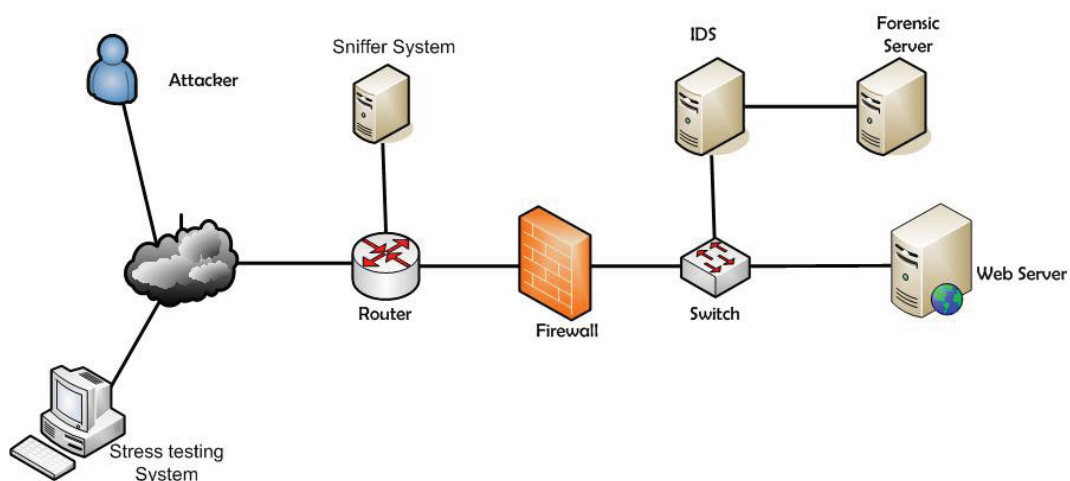 Attacker
Sniffer System
IDS
Forensic
Server
Router
Firewall
Switch
Web Server
Stress testing
System